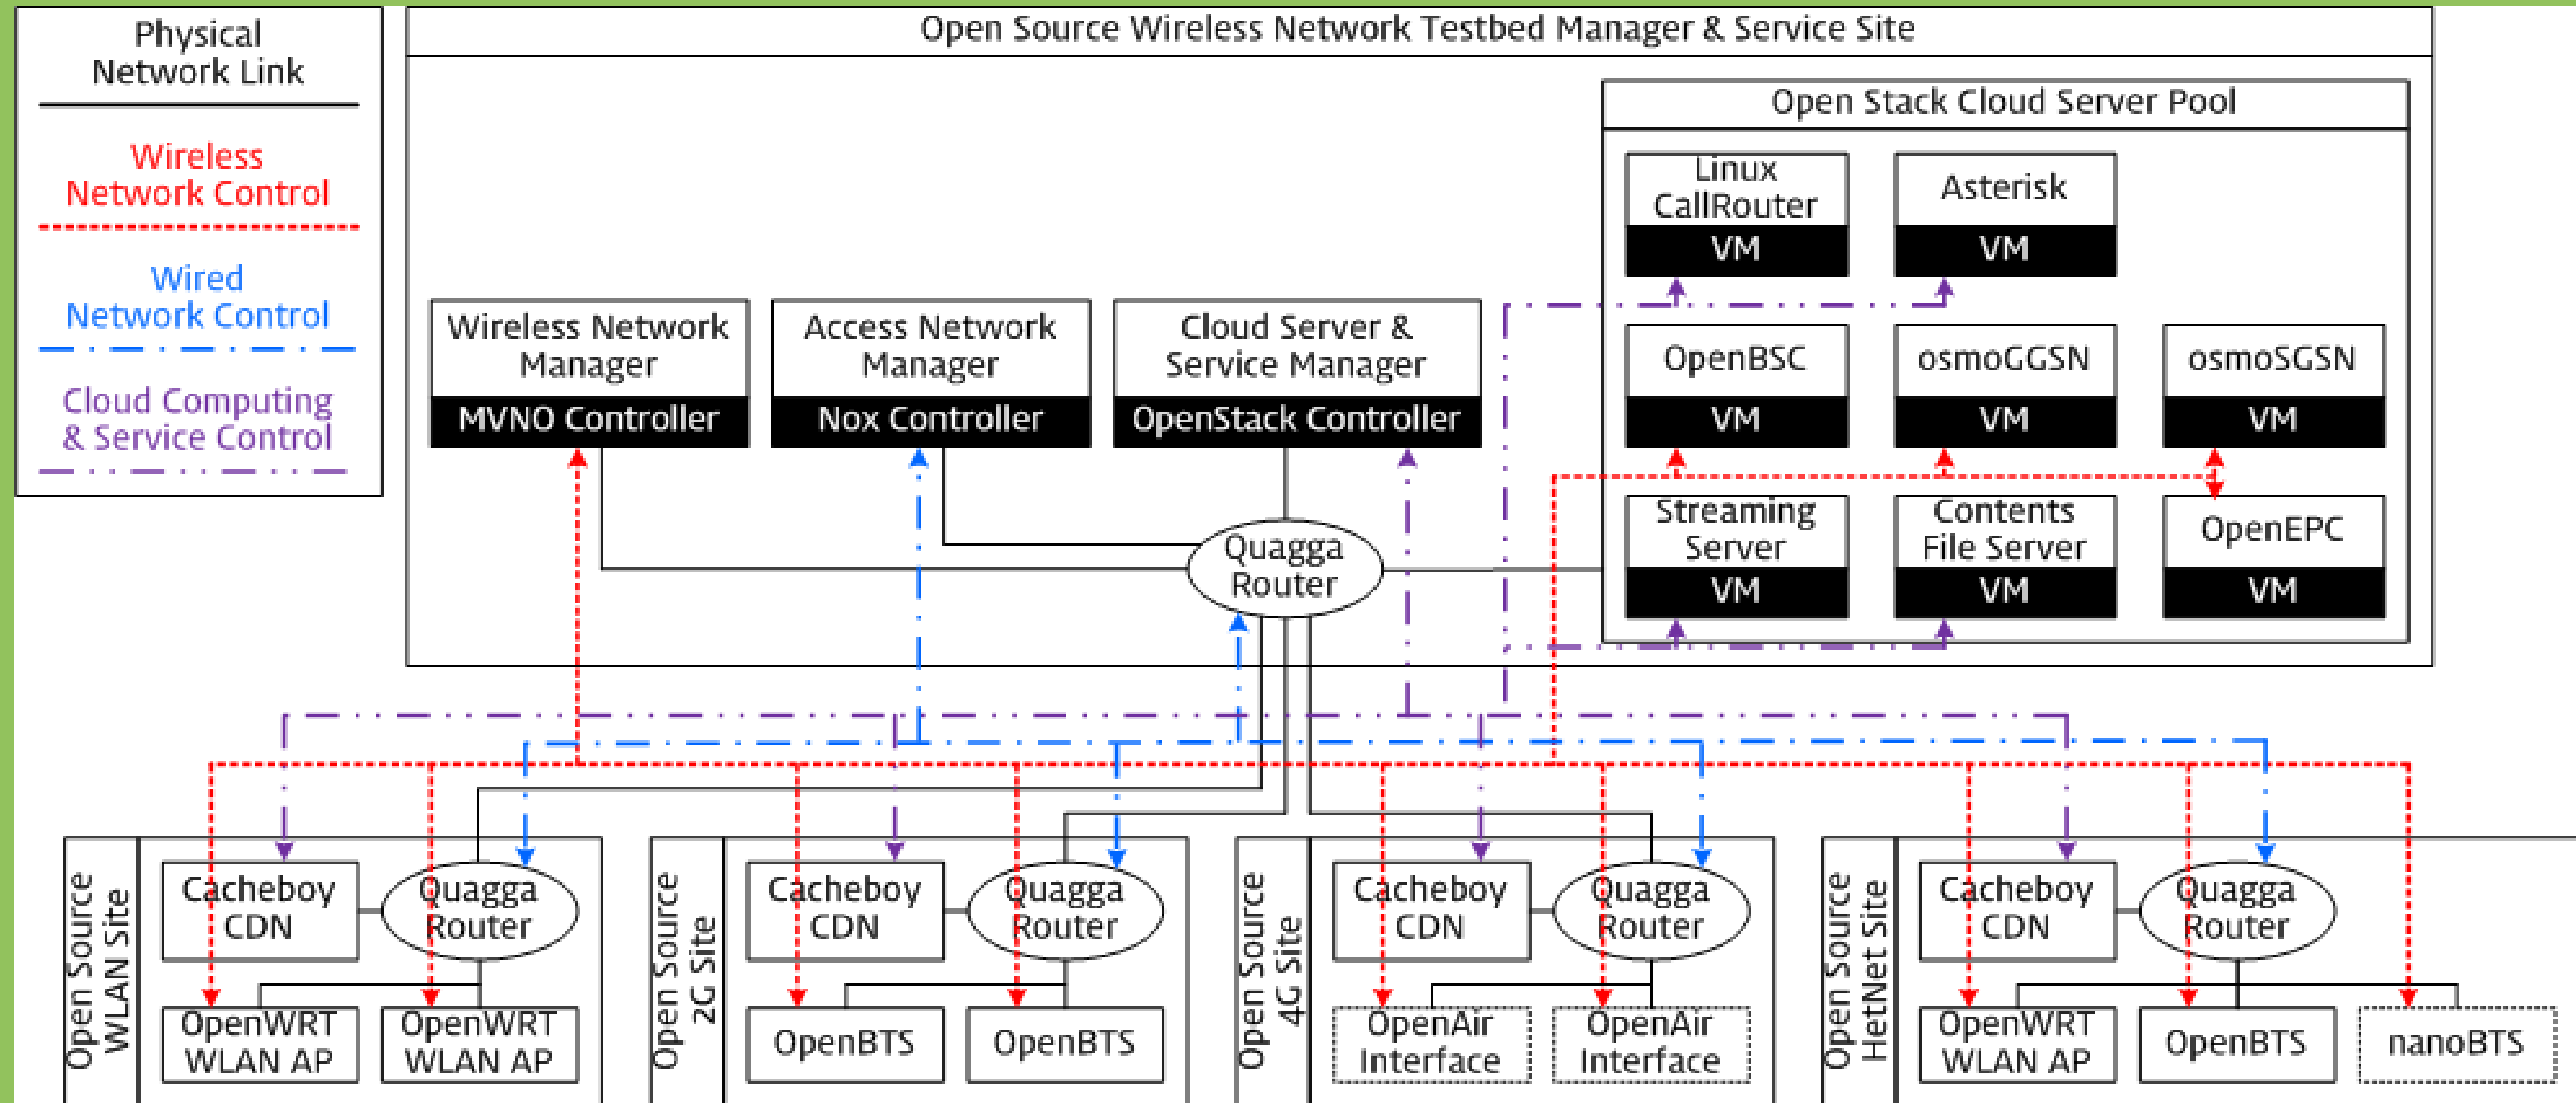 Physical
Network Link
Wireless
Network Control
Wired
Network Control
Cloud Computing
& Service Control
Open Source Wireless Network Testbed Manager & Service Site
Open Stack Cloud Server Pool
Linux
CallRouter
VM
Asterisk
VM
Wireless Network
Manager
MVNO Controller
Access Network
Manager
Nox Controller
Cloud Server &
Service Manager
OpenStack Controller
OpenBSC
VM
osmoGGSN
VM
osmoSGSN
VM
Streaming
Server
VM
Contents
File Server
VM
OpenEPC
VM
Quagga
Router
Open Source
WLAN Site
Cacheboy
CDN
Quagga
Router
OpenWRT
WLAN AP
OpenWRT
WLAN AP
Open Source
2G Site
Cacheboy
CDN
Quagga
Router
OpenBTS
OpenBTS
Open Source
4G Site
Cacheboy
CDN
Quagga
Router
OpenAir
Interface
OpenAir
Interface
Open Source
HetNet Site
Cacheboy
CDN
Quagga
Router
OpenWRT
WLAN AP
OpenBTS
nanoBTS